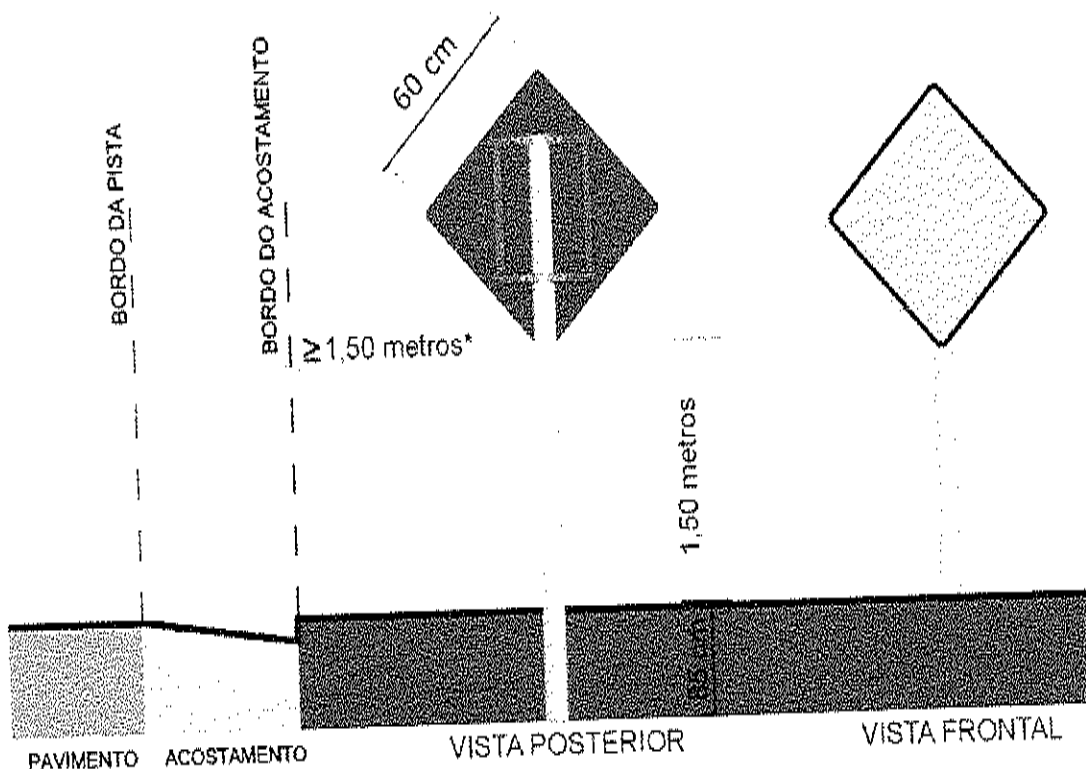 BORDO DA PISTA
BORDO DO ACOSTAMENTO
60 cm
≥1,50 metros*
1,50 metros
PAVIMENTO
ACOSTAMENTO
VISTA POSTERIOR
VISTA FRONTAL